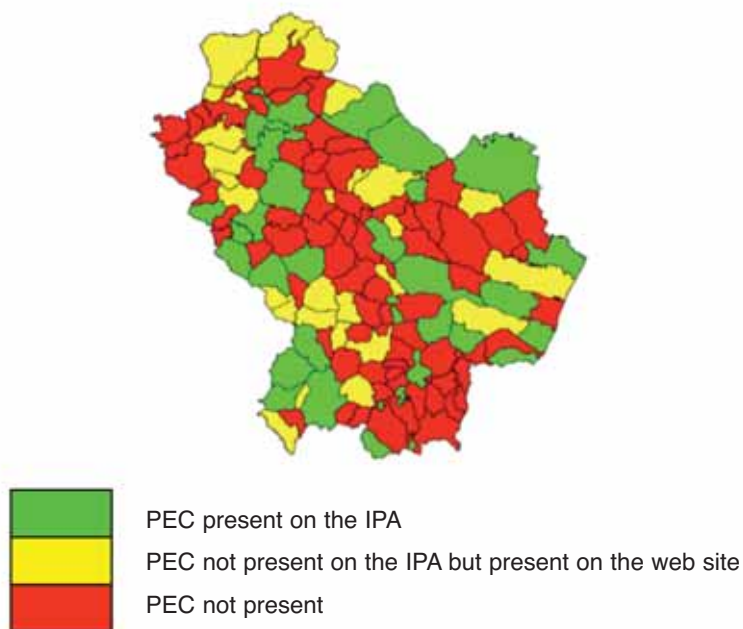 PEC present on the IPA
PEC not present on the IPA but present on the web site
PEC not present